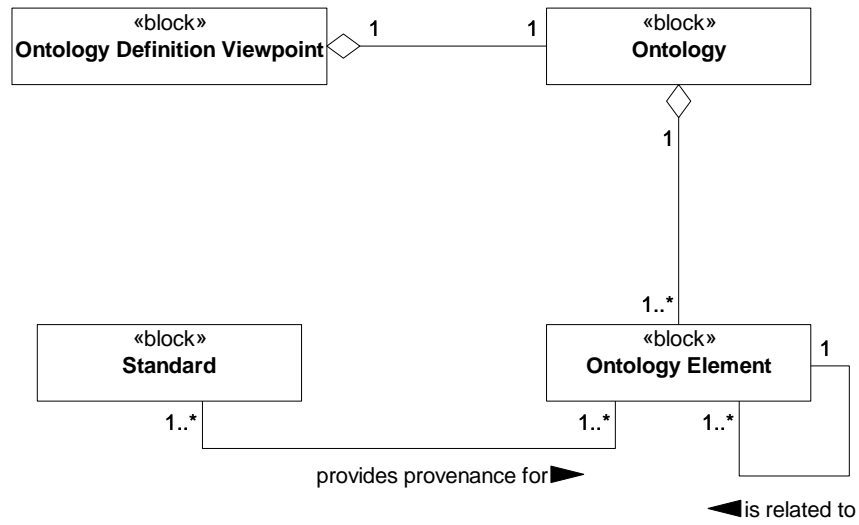 «block»
Ontology Definition Viewpoint
1
1
«block»
Ontology
1
1..*
«block»
Standard
«block»
Ontology Element
1
1..*
1..*
1..*
provides provenance for
is related to